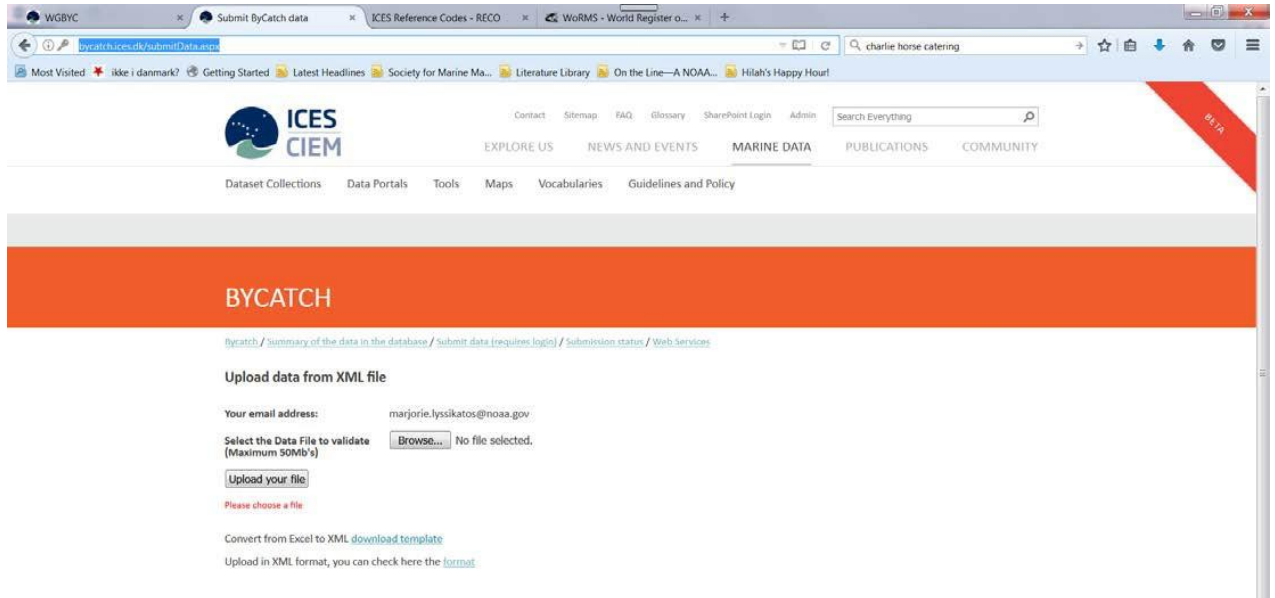 WGBYC
Submit ByCatch data
ICES Reference Codes - RECO
WoRMS - World Register o...
bycatch.ices.dk/submitData.aspx
charlie horse catering
Most Visited
ikke i danmark?
Getting Started
Latest Headlines
Society for Marine Ma...
Literature Library
On the Line—A NOAA...
Hilah's Happy Hour!
ICES
CIEM
Contact Sitemap FAQ Glossary SharePoint Login Admin
Search Everything
BETA
EXPLORE US NEWS AND EVENTS MARINE DATA PUBLICATIONS COMMUNITY
Dataset Collections Data Portals Tools Maps Vocabularies Guidelines and Policy
BYCATCH
Bycatch / Summary of the data in the database / Submit data (requires login) / Submission status / Web Services
Upload data from XML file
Your email address: marjorie.lyssikatos@noaa.gov
Select the Data File to validate Browse... No file selected.
(Maximum 50Mb's)
Upload your file
Please choose a file
Convert from Excel to XML download template
Upload in XML format, you can check here the format